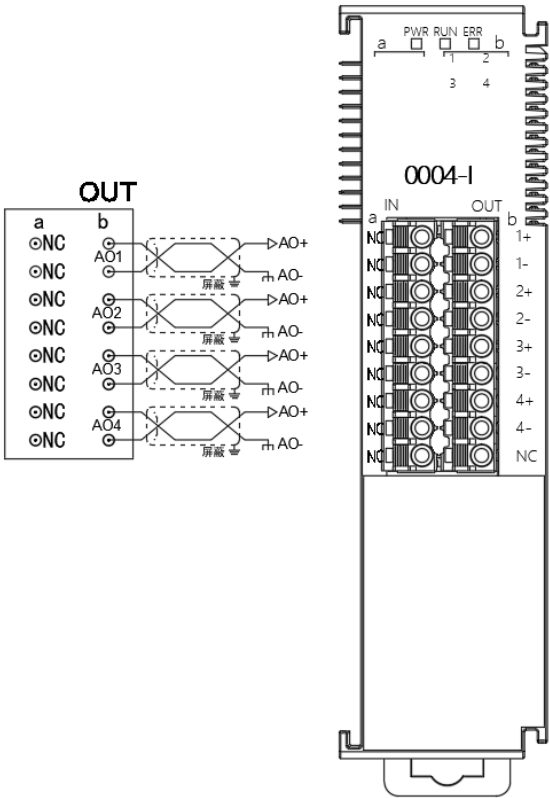 OUT
a b
NC
AO1
AO+
NC
AO-
屏蔽
NC
AO2
AO+
NC
AO-
屏蔽
NC
AO3
AO+
NC
AO-
屏蔽
NC
AO4
AO+
NC
AO-
屏蔽
PWR RUN ERR
a b
1 2
3 4
0004-I
IN OUT
a b
NC 1+
NC 1-
NC 2+
NC 2-
NC 3+
NC 3-
NC 4+
NC 4-
NC NC